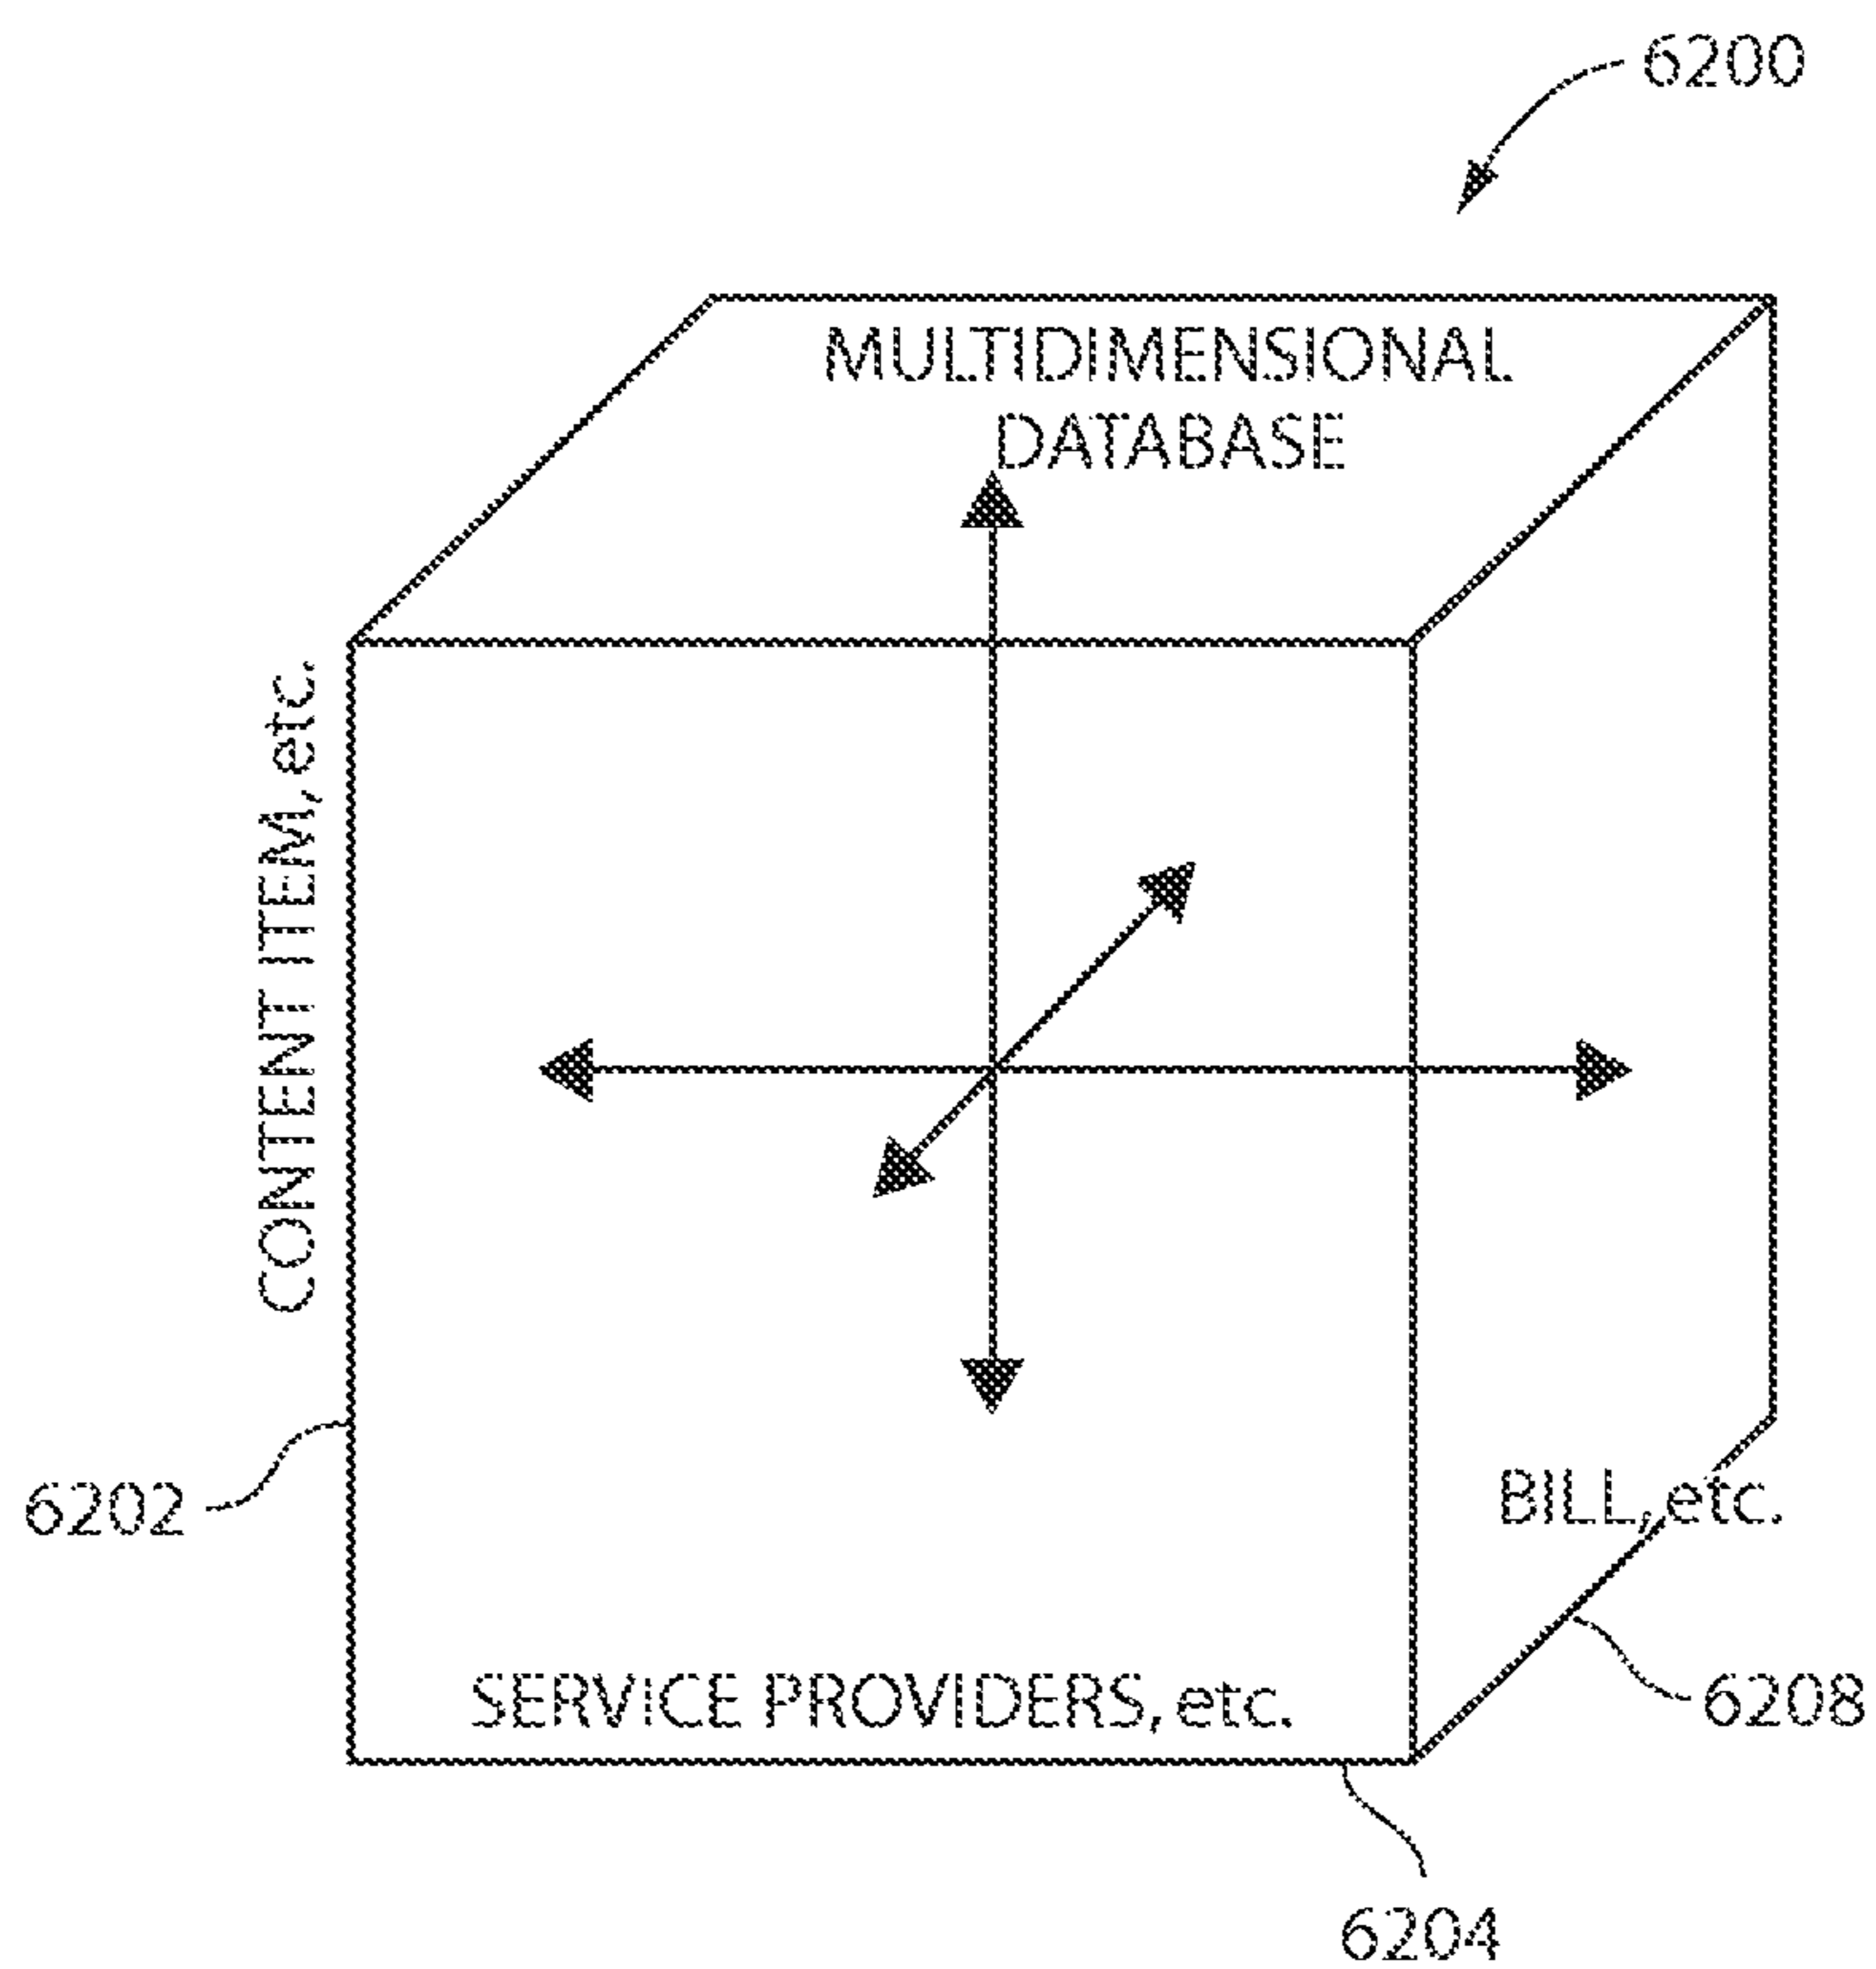 6200
MULTIDIMENSIONAL
DATABASE
CONTENT ITEM, etc.
6202
BILL, etc.
SERVICE PROVIDERS, etc.
6208
6204